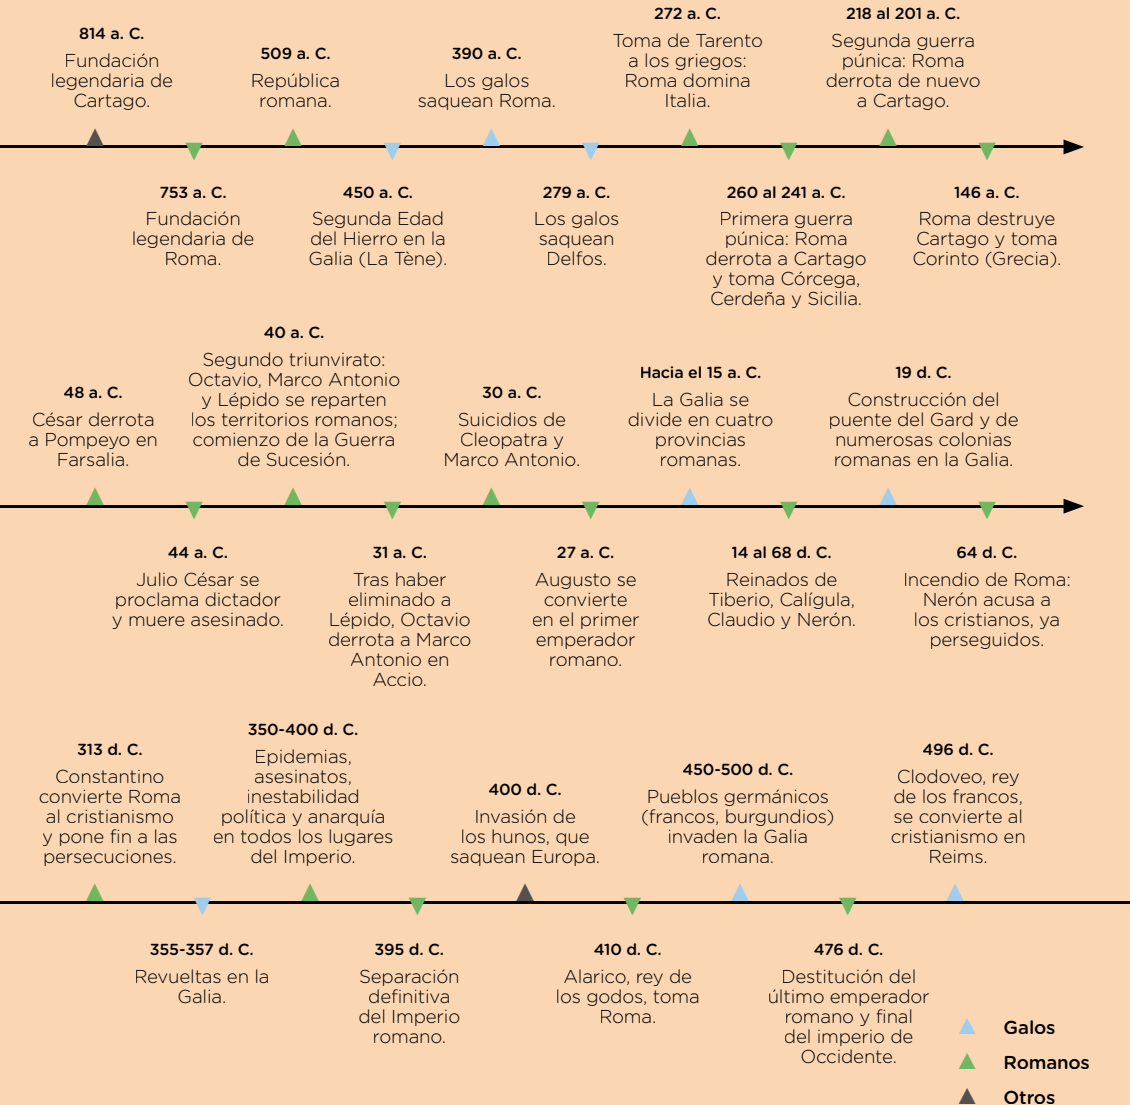 814 a. C.
Fundación
legendaria de
Cartago.
509 a. C.
República
romana.
390 a. C.
Los galos
saquean Roma.
272 a. C.
Toma de Tarento
a los griegos:
Roma domina
Italia.
218 al 201 a. C.
Segunda guerra
púnica: Roma
derrota de nuevo
a Cartago.
753 a. C.
Fundación
legendaria de
Roma.
450 a. C.
Segunda Edad
del Hierro en la
Galia (La Tène).
279 a. C.
Los galos
saquean
Delfos.
260 al 241 a. C.
Primera guerra
púnica: Roma
derrota a Cartago
y toma Córcega,
Cerdeña y Sicilia.
146 a. C.
Roma destruye
Cartago y toma
Corinto (Grecia).
48 a. C.
César derrota
a Pompeyo en
Farsalia.
40 a. C.
Segundo triunvirato:
Octavio, Marco Antonio
y Lépido se reparten
los territorios romanos;
comienzo de la Guerra
de Sucesión.
30 a. C.
Suicidios de
Cleopatra y
Marco Antonio.
Hacia el 15 a. C.
La Galia se
divide en cuatro
provincias
romanas.
19 d. C.
Construcción del
puente del Gard y de
numerosas colonias
romanas en la Galia.
44 a. C.
Julio César se
proclama dictador
y muere asesinado.
31 a. C.
Tras haber
eliminado a
Lépido, Octavio
derrota a Marco
Antonio en
Accio.
27 a. C.
Augusto se
convierte
en el primer
emperador
romano.
14 al 68 d. C.
Reinados de
Tiberio, Calígula,
Claudio y Nerón.
64 d. C.
Incendio de Roma:
Nerón acusa a
los cristianos, ya
perseguidos.
313 d. C.
Constantino
convierte Roma
al cristianismo
y pone fin a las
persecuciones.
350-400 d. C.
Epidemias,
asesinatos,
inestabilidad
política y anarquía
en todos los lugares
del Imperio.
400 d. C.
Invasión de
los hunos, que
saquean Europa.
450-500 d. C.
Pueblos germánicos
(francos, burgundios)
invaden la Galia
romana.
496 d. C.
Clodoveo, rey
de los francos,
se convierte al
cristianismo en
Reims.
355-357 d. C.
Revueltas en la
Galia.
395 d. C.
Separación
definitiva
del Imperio
romano.
410 d. C.
Alarico, rey de
los godos, toma
Roma.
476 d. C.
Destitución del
último emperador
romano y final
del imperio de
Occidente.
Galos
Romanos
Otros